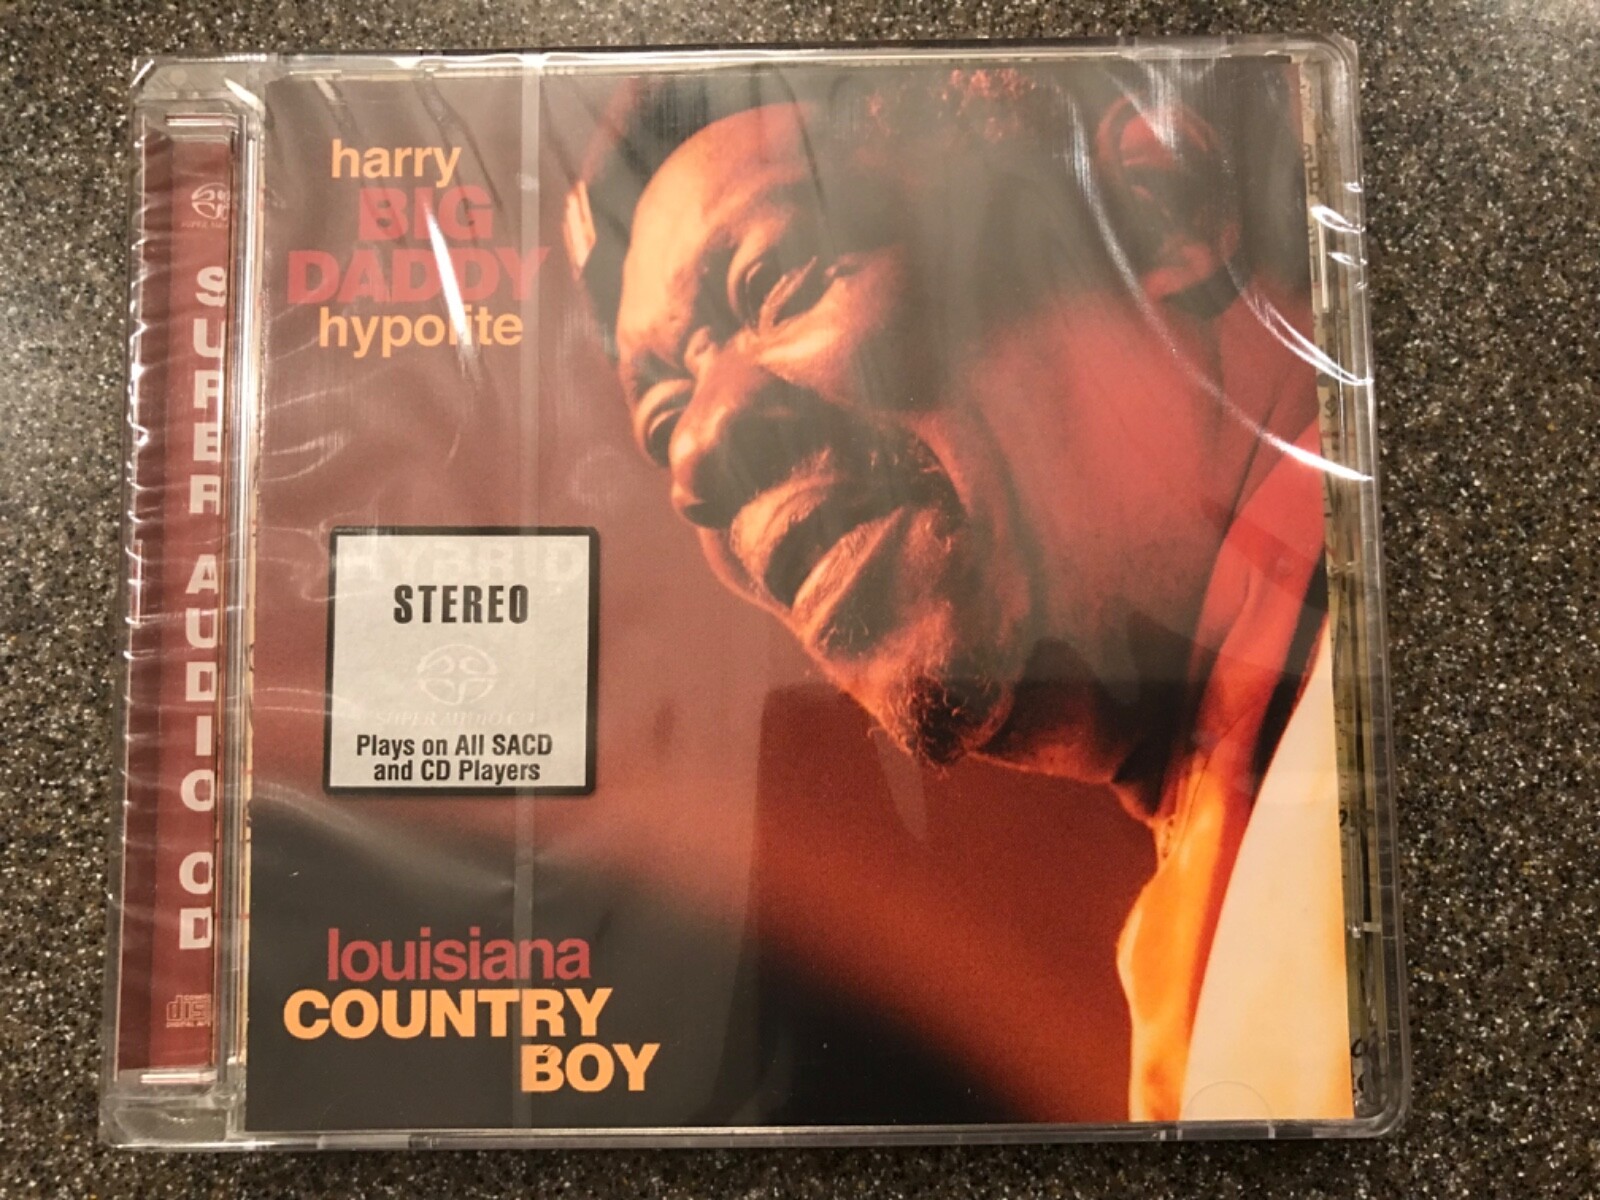 harry
BIG
DADDY
hypolite
HYBRID
STEREO
SUPER AUDIO CD
Plays on All SACD
and CD Players
louisiana
COUNTRY
BOY
SUPER AUDIO CD